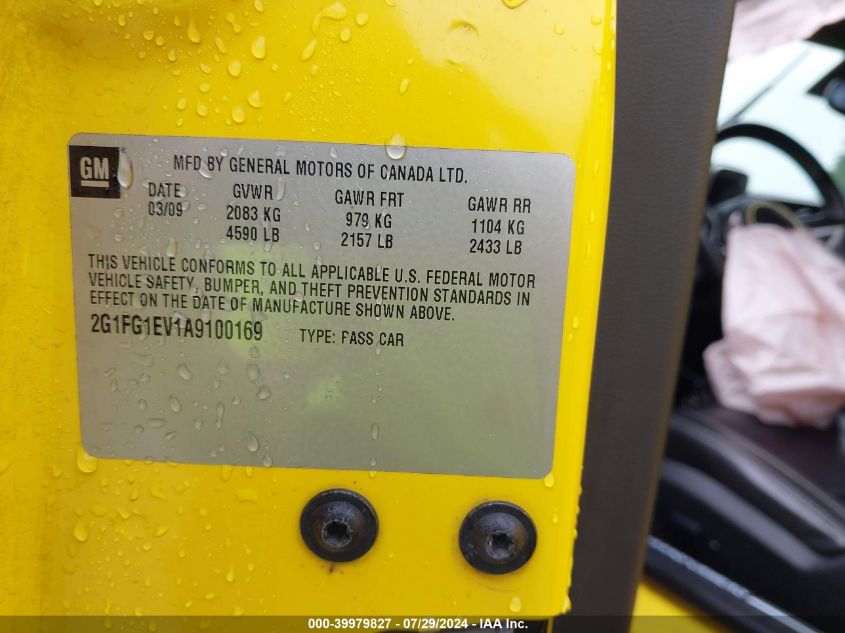 GM
MFD BY GENERAL MOTORS OF CANADA LTD.
DATE GVWR GAWR FRT GAWR RR
03/09 2083 KG 979 KG 1104 KG
4590 LB 2157 LB 2433 LB
THIS VEHICLE CONFORMS TO ALL APPLICABLE U.S. FEDERAL MOTOR
VEHICLE SAFETY, BUMPER, AND THEFT PREVENTION STANDARDS IN
EFFECT ON THE DATE OF MANUFACTURE SHOWN ABOVE.
2G1FG1EV1A9100169 TYPE: PASS CAR
000-39979827 - 07/29/2024 - IAA Inc.